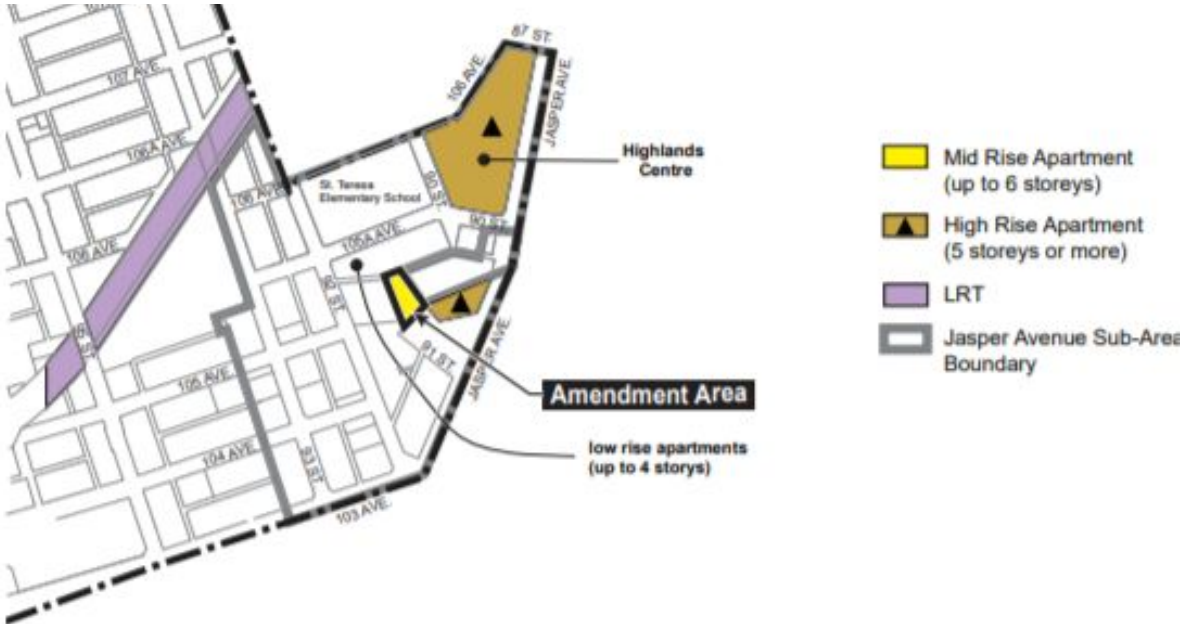 87 ST.
107 AVE.
106 AVE.
JASPER AVE.
106A AVE.
Highlands
Centre
St. Teresa
Elementary School
90 ST.
106 AVE.
90 ST.
105A AVE.
106 AVE.
92 ST.
91 ST.
JASPER AVE.
105 AVE.
Amendment Area
104 AVE.
93 ST.
low rise apartments
(up to 4 storys)
103 AVE.
Mid Rise Apartment
(up to 6 storeys)
High Rise Apartment
(5 storeys or more)
LRT
Jasper Avenue Sub-Area
Boundary